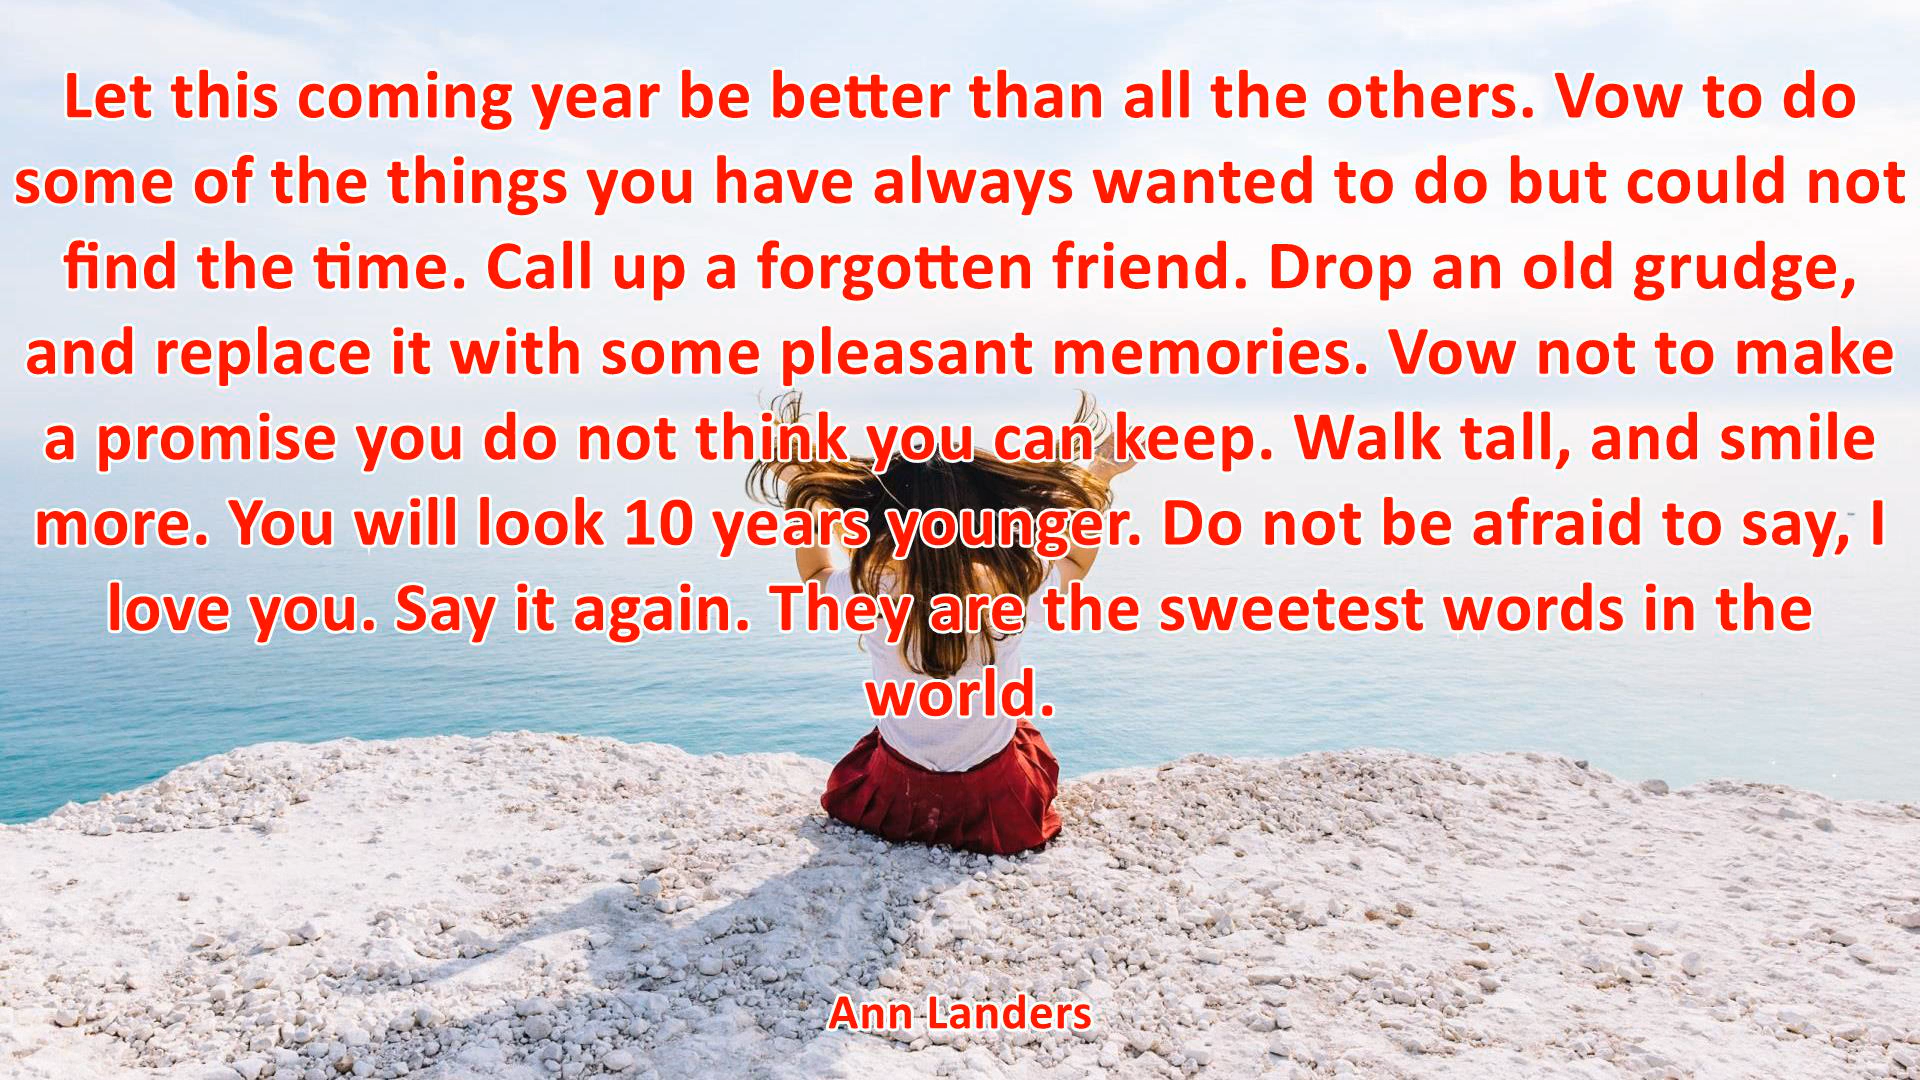 Let this coming year be better than all the others. Vow to do
some of the things you have always wanted to do but could not
find the time. Call up a forgotten friend. Drop an old grudge,
and replace it with some pleasant memories. Vow not to make
a promise you do not think you can keep. Walk tall, and smile
more. You will look 10 years younger. Do not be afraid to say, I
love you. Say it again. They are the sweetest words in the
world.
Ann Landers